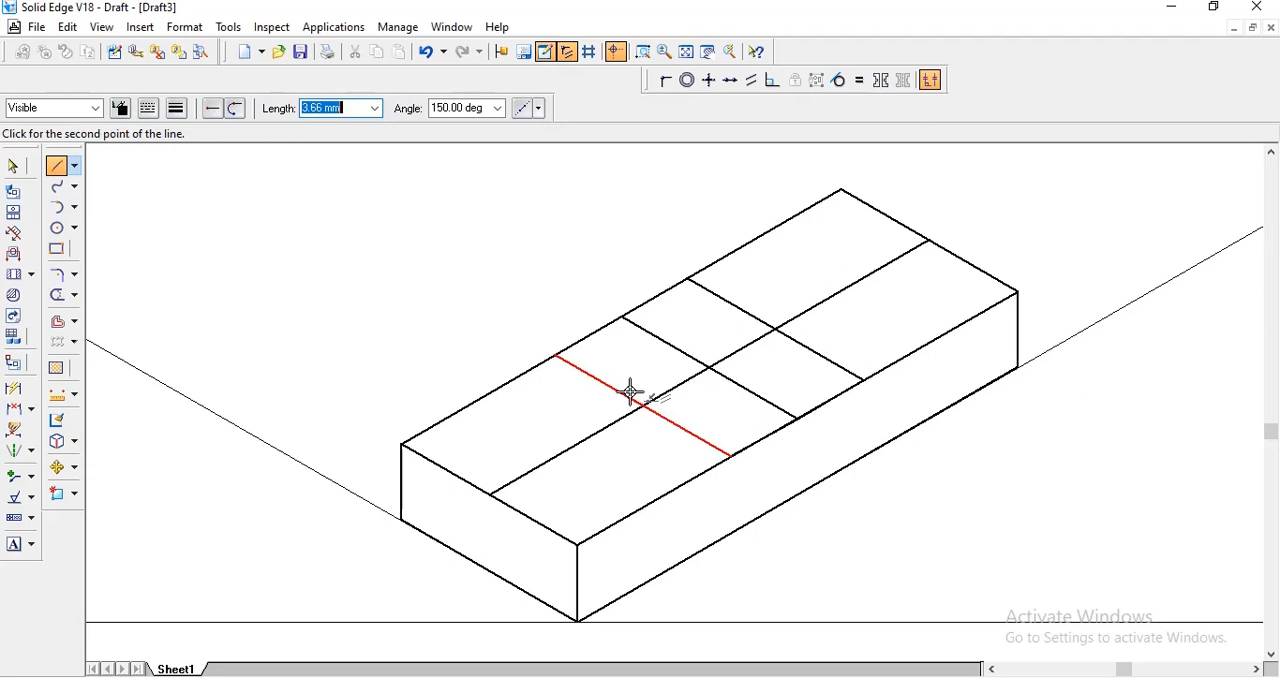 Solid Edge V18 - Draft - [Draft3]
File Edit View Insert Format Tools Inspect Applications Manage Window Help
Visible Length: 3.66 mm Angle: 150.00 deg
Click for the second point of the line.
A
Activate Windows
Go to Settings to activate Windows.
Sheet1